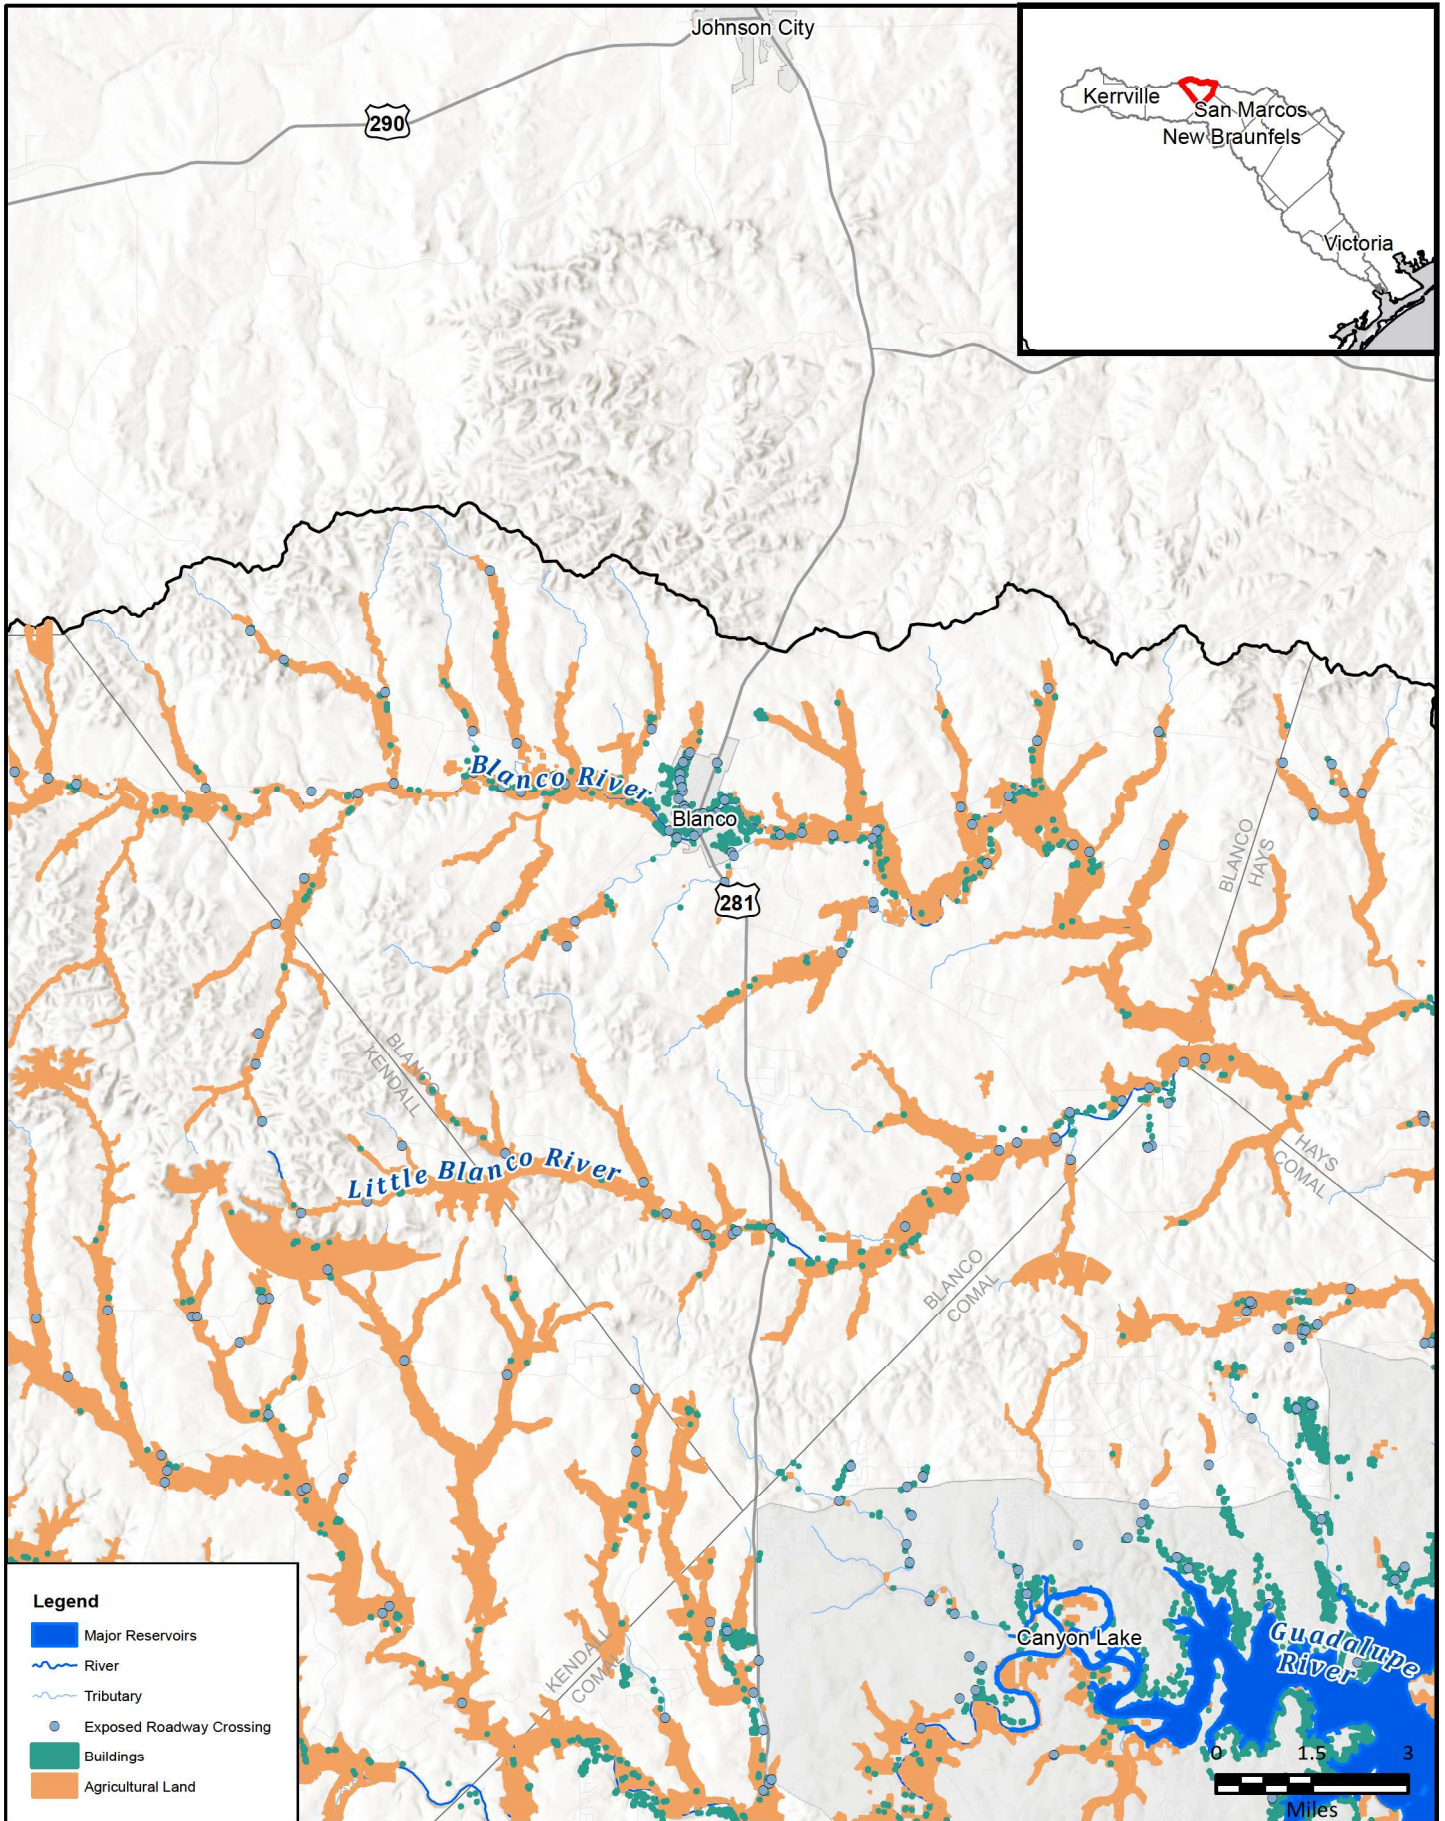 Johnson City
290
Kerrville
San Marcos
New Braunfels
Victoria
Blanco River
Blanco
281
BLANCO
HAYS
BLANCO
KENDALL
Little Blanco River
HAYS
COMAL
BLANCO
COMAL
KENDALL
COMAL
Canyon Lake
Guadalupe
River
Legend
Major Reservoirs
River
Tributary
Exposed Roadway Crossing
Buildings
Agricultural Land
0 1.5 3
Miles